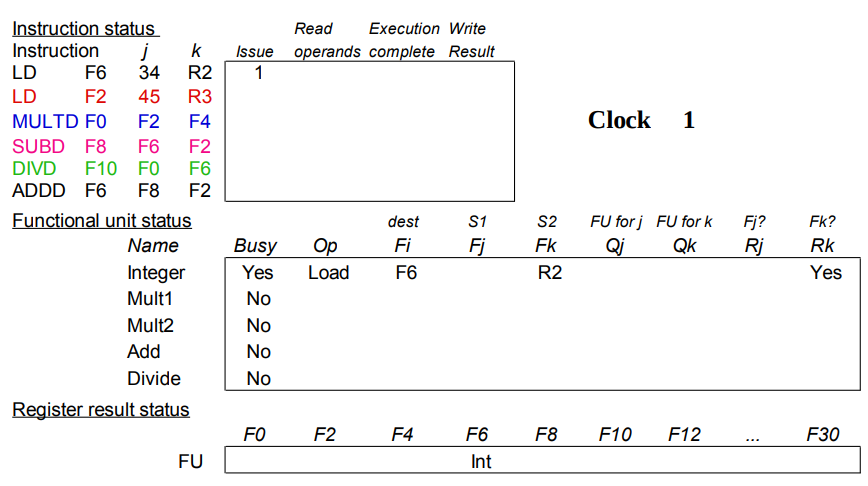 Instruction status Read Execution Write
Instruction j k Issue operands complete Result
LD F6 34 R2 1
LD F2 45 R3
MULTD F0 F2 F4 Clock 1
SUBD F8 F6 F2
DIVD F10 F0 F6
ADDD F6 F8 F2
Functional unit status dest S1 S2 FU for j FU for k Fj? Fk?
Name Busy Op Fi Fj Fk Qj Qk Rj Rk
Integer Yes Load F6 R2 Yes
Mult1 No
Mult2 No
Add No
Divide No
Register result status
F0 F2 F4 F6 F8 F10 F12 ... F30
FU Int